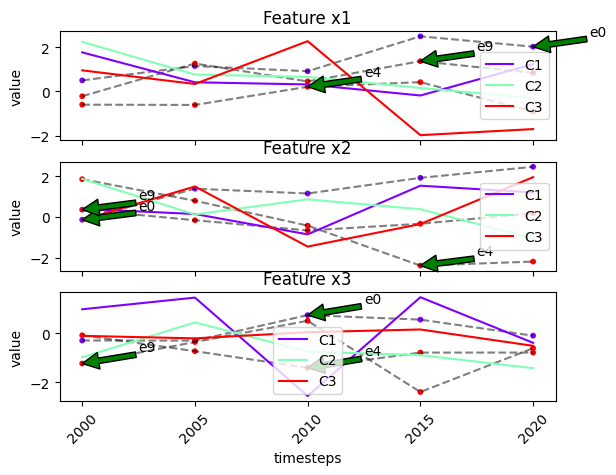 Feature x1
value
2
0
−2
e4
e9
e0
C1
C2
C3
Feature x2
value
2
0
−2
e9
e0
e4
C1
C2
C3
Feature x3
value
0
−2
e9
e0
e4
C1
C2
C3
2000
2005
2010
2015
2020
timesteps